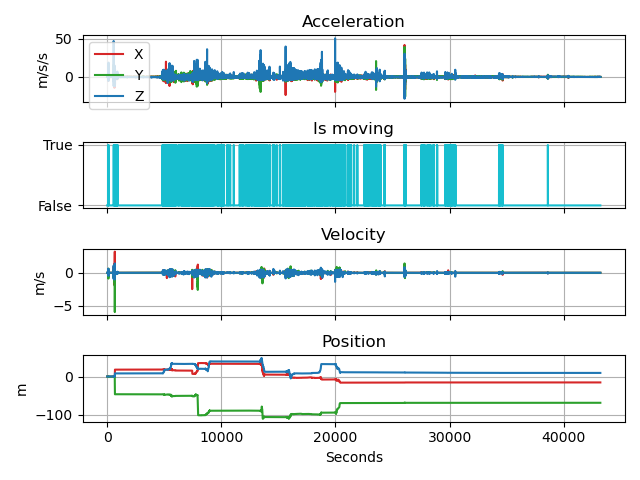 Acceleration
50
0
m/s/s
X
Y
Z
Is moving
True
False
Velocity
0
−5
m/s
Position
0
−100
m
0 10000 20000 30000 40000
Seconds